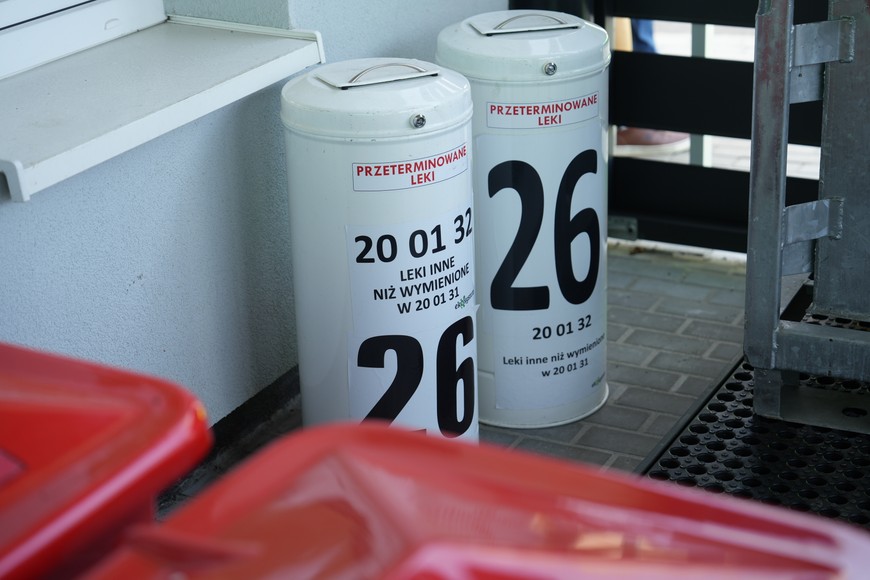 PRZETERMINOWANE
LEKI
20 01 32
LEKI INNE
NIŻ WYMIENIONE
W 20 01 31
26
PRZETERMINOWANE
LEKI
26
20 01 32
Leki inne niż wymienione
w 20 01 31